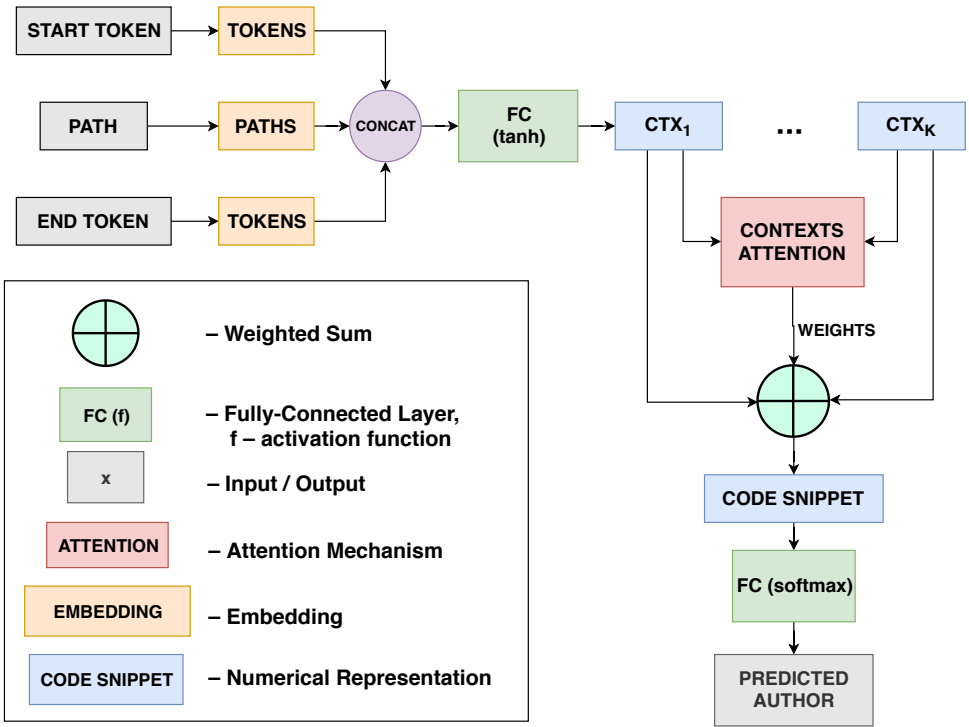 START TOKEN
TOKENS
PATH
PATHS
CONCAT
FC
(tanh)
CTX1
...
CTXK
END TOKEN
TOKENS
CONTEXTS
ATTENTION
WEIGHTS
CODE SNIPPET
FC (softmax)
PREDICTED
AUTHOR
– Weighted Sum
FC (f)
– Fully-Connected Layer,
f – activation function
x
– Input / Output
ATTENTION
– Attention Mechanism
EMBEDDING
– Embedding
CODE SNIPPET
– Numerical Representation